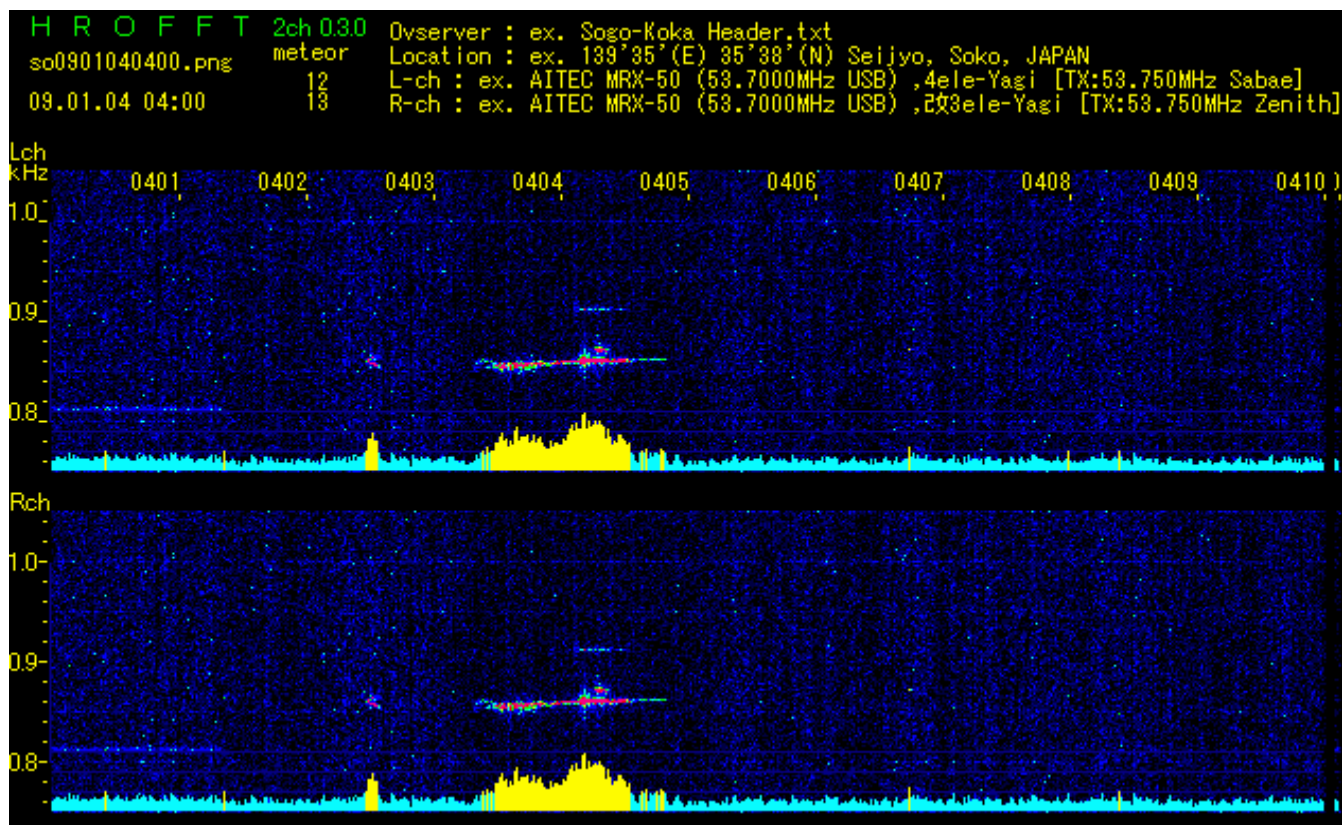 H R O F F T 2ch 0.3.0 Ovserver : ex. Sogo-Koka Header.txt
so0901040400.png meteor Location : ex. 139'35'(E) 35'38'(N) Seijyo, Soko, JAPAN
12 L-ch : ex. AITEC MRX-50 (53.7000MHz USB) ,4ele-Yagi [TX:53.750MHz Sabae]
09.01.04 04:00 13 R-ch : ex. AITEC MRX-50 (53.7000MHz USB) ,改3ele-Yagi [TX:53.750MHz Zenith]
Lch
kHz 0401 0402 0403 0404 0405 0406 0407 0408 0409 0410
1.0
0.9
0.8
Rch
1.0
0.9
0.8